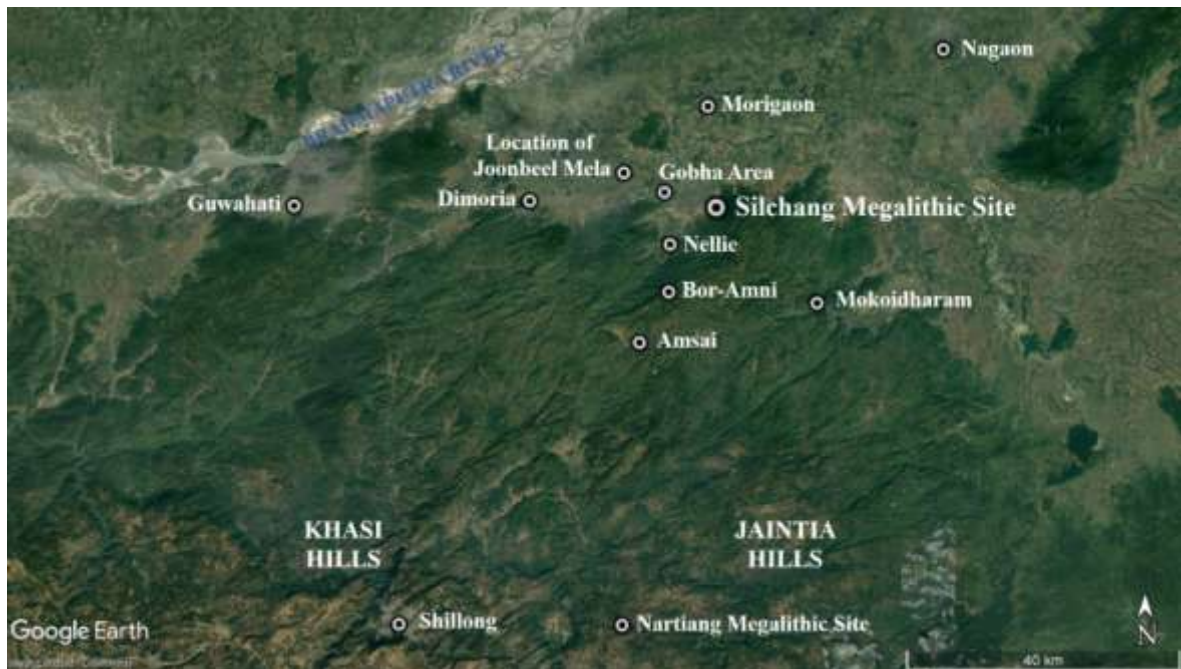 Nagaon
BRAHMAPUTRA RIVER
Morigaon
Location of
Joonbeel Mela
Gobha Area
Guwahati
Dimoria
Silchang Megalithic Site
Nellie
Bor-Amni
Mokoidharam
Amsai
KHASI
HILLS
JAINTIA
HILLS
Shillong
Nartiang Megalithic Site
Google Earth
N
40 km